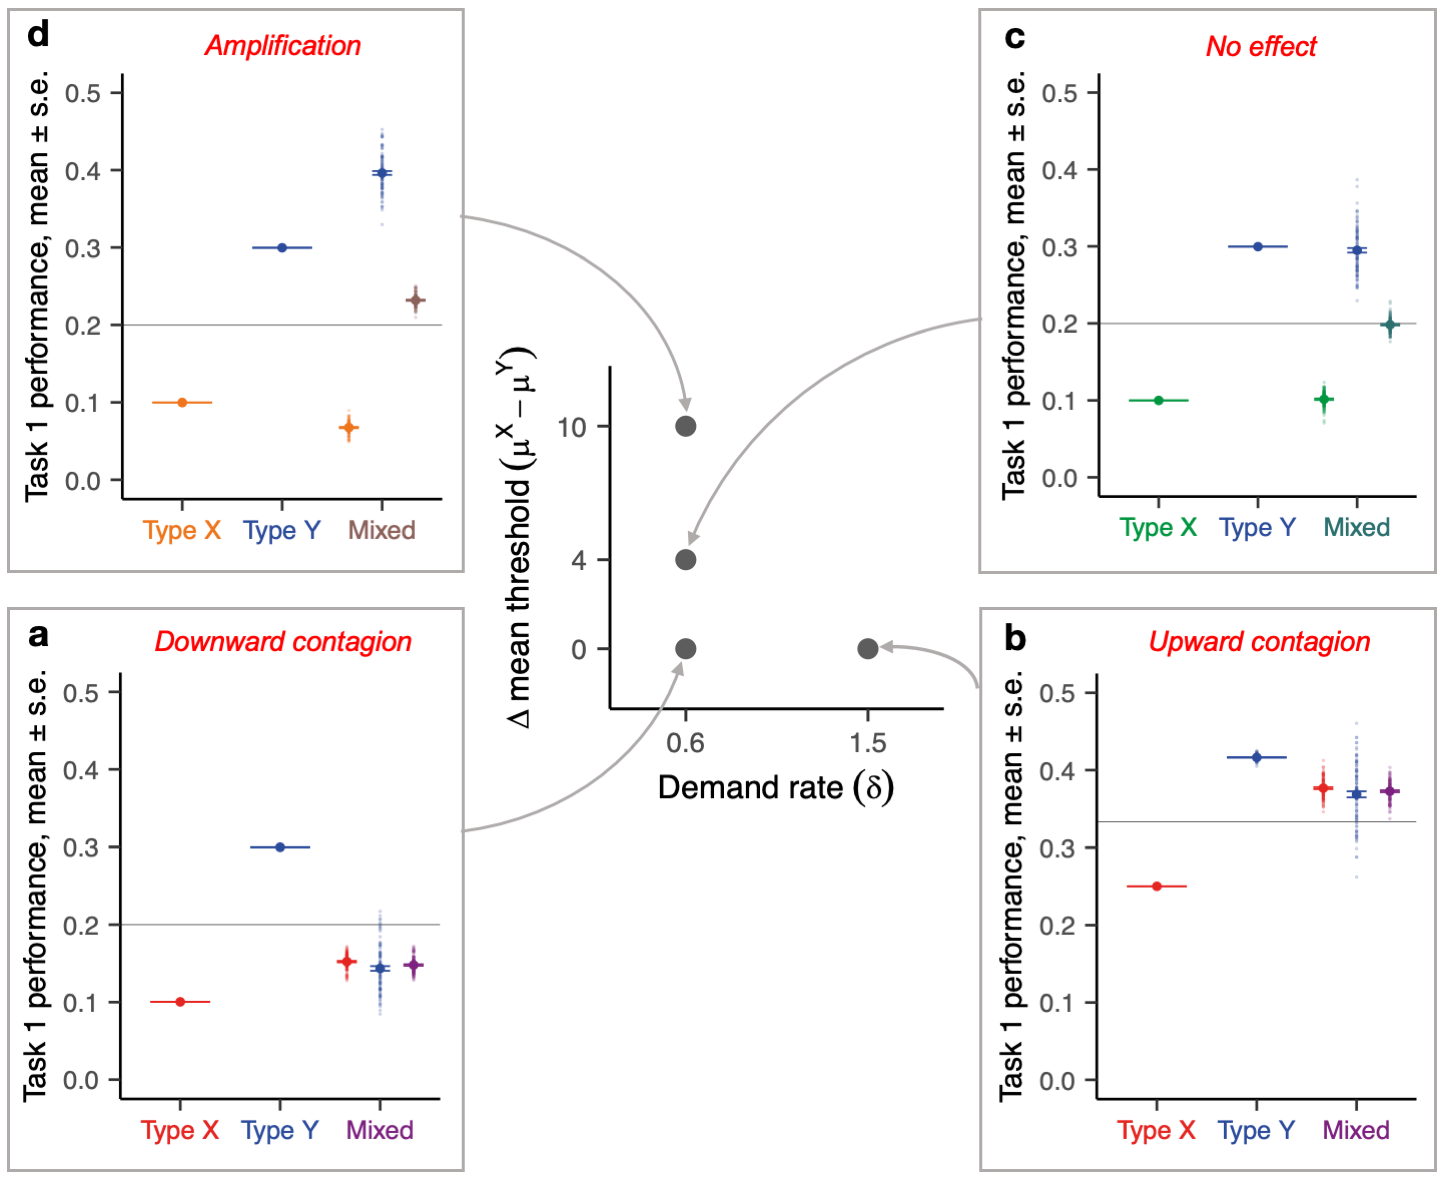 d
Amplification
Task 1 performance, mean ± s.e.
0.5
0.4
0.3
0.2
0.1
0.0
Type X
Type Y
Mixed
c
No effect
Task 1 performance, mean ± s.e.
0.5
0.4
0.3
0.2
0.1
0.0
Type X
Type Y
Mixed
Δ mean threshold (μX − μY)
10
4
0
0.6
1.5
Demand rate (δ)
a
Downward contagion
Task 1 performance, mean ± s.e.
0.5
0.4
0.3
0.2
0.1
0.0
Type X
Type Y
Mixed
b
Upward contagion
Task 1 performance, mean ± s.e.
0.5
0.4
0.3
0.2
0.1
0.0
Type X
Type Y
Mixed